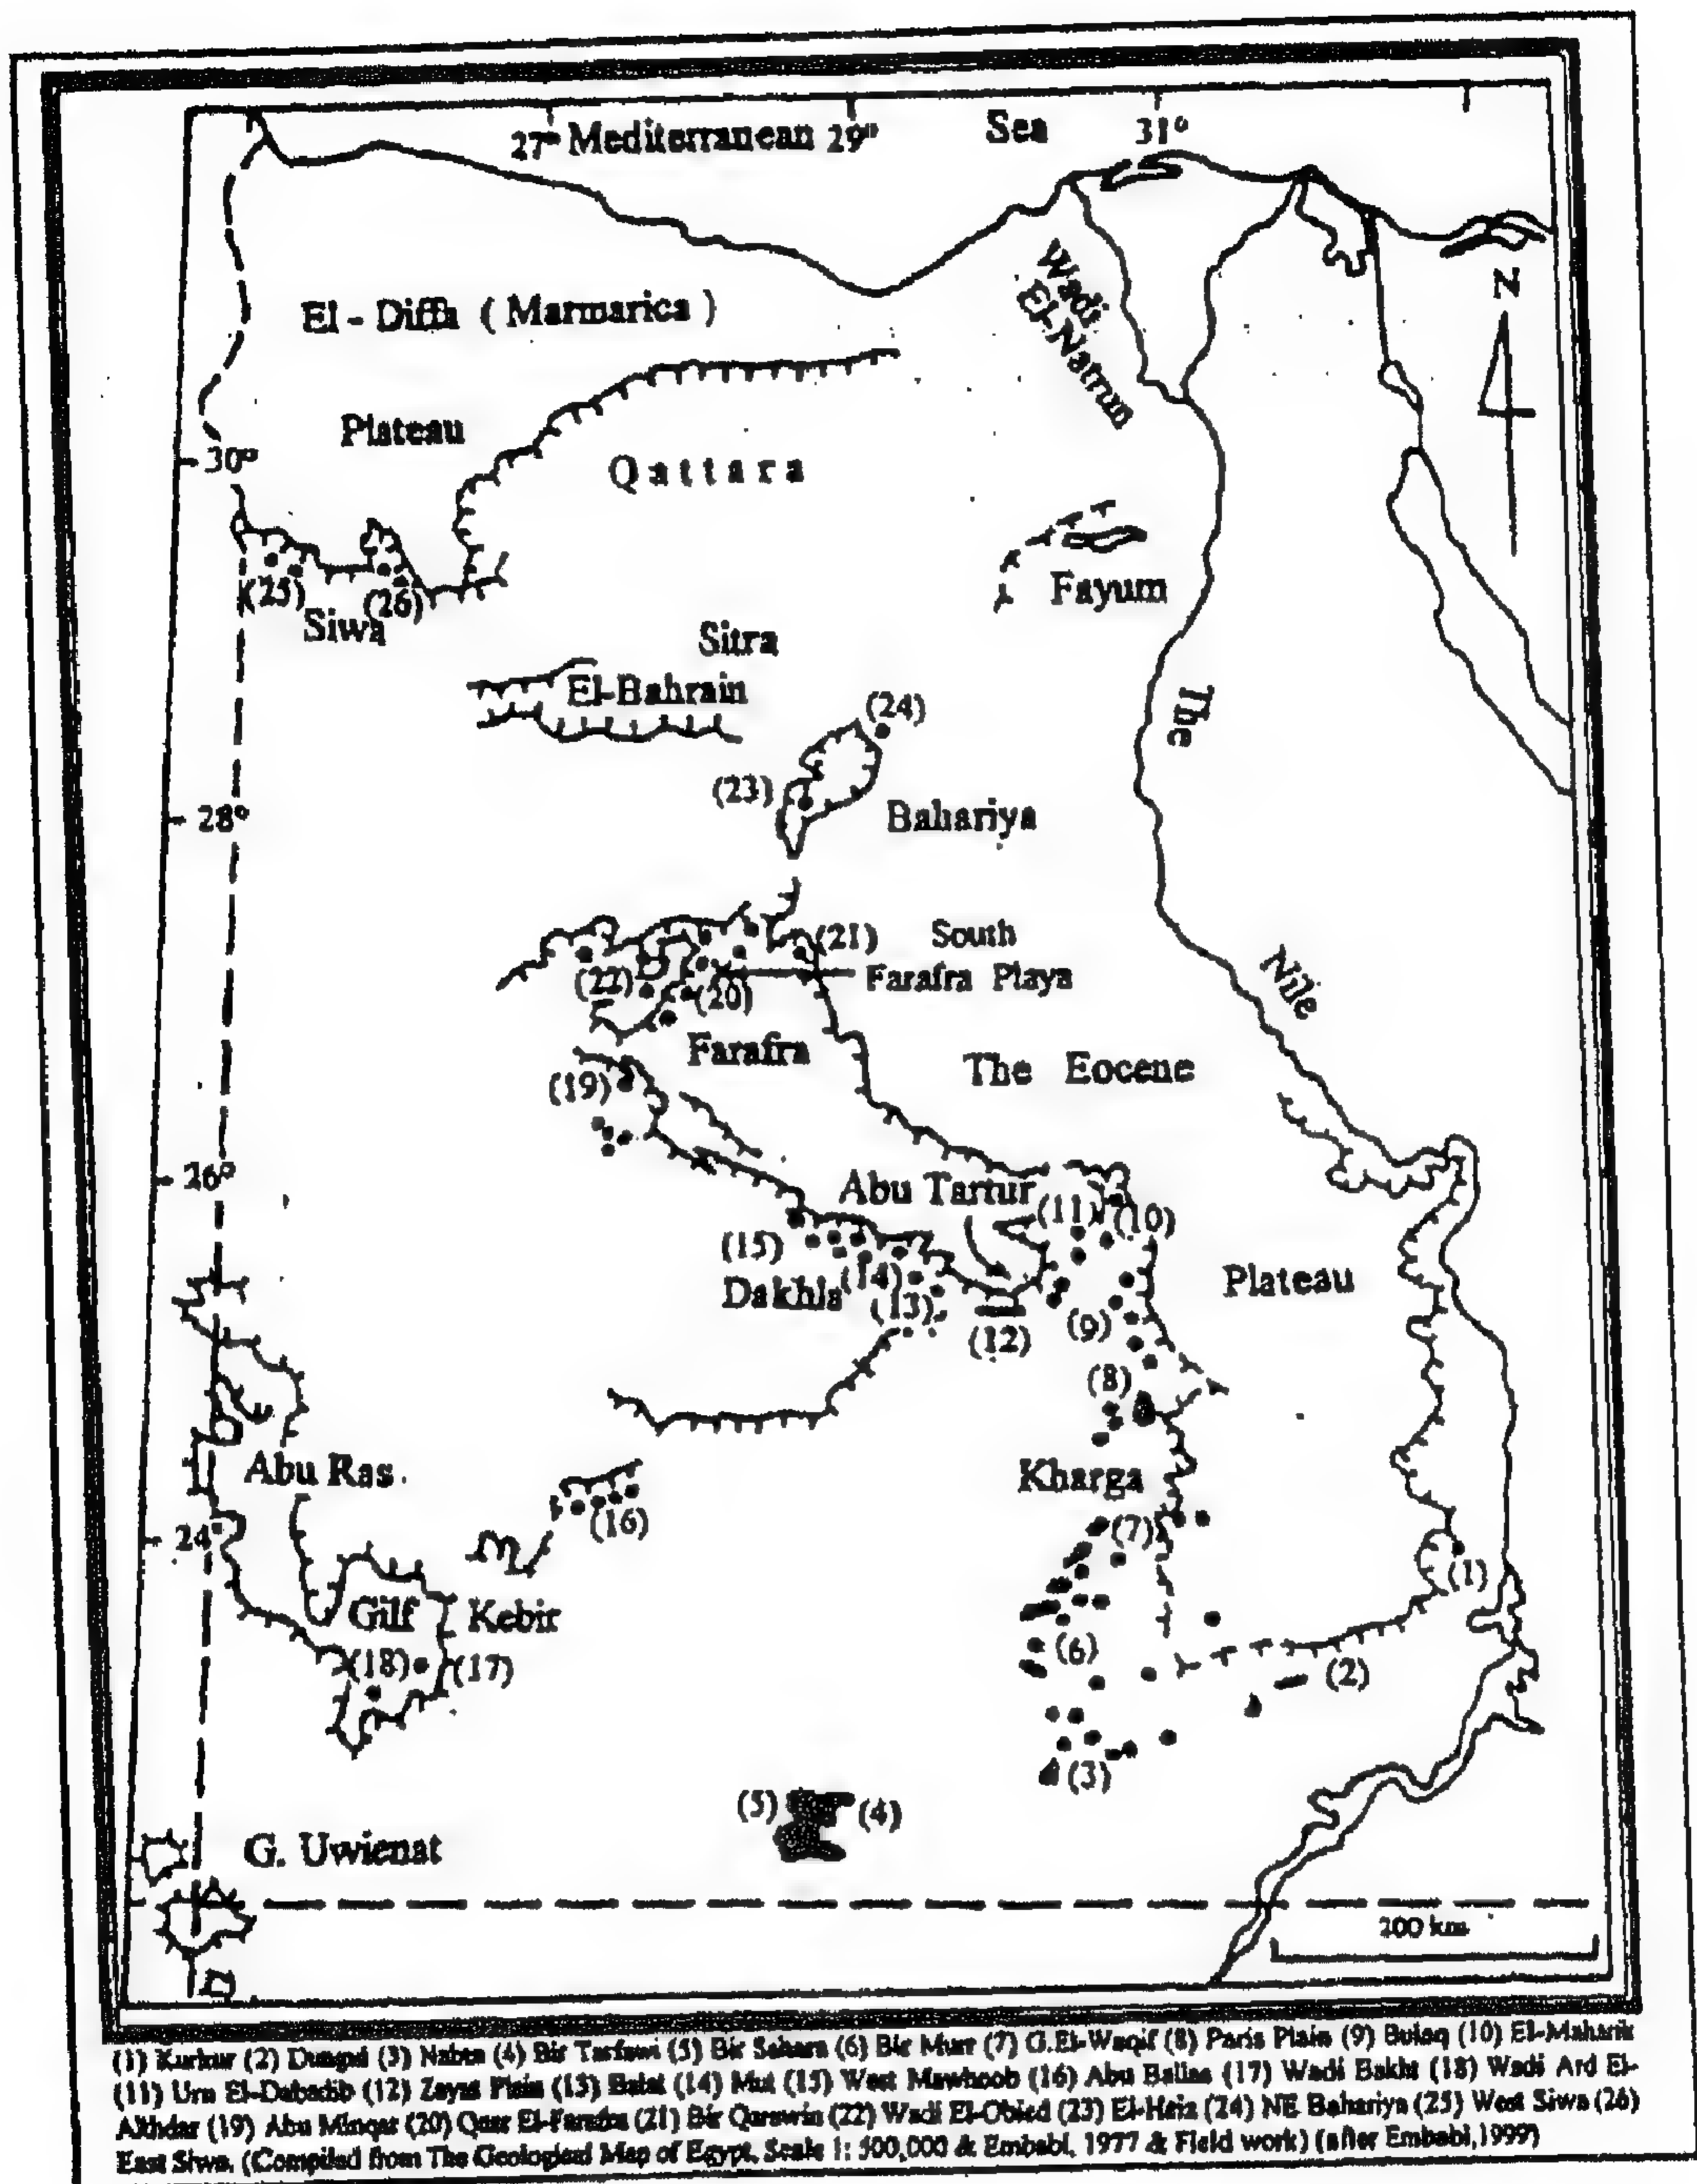 27° Mediterranean 29° Sea 31°
Wadi
El-Natrun
N
El - Diffa ( Marmarica )
Plateau
30°
Qattara
(25) (26)
Siwa
Fayum
Sitra
El-Bahrain
The
(24)
(23)
28°
Bahariya
(21) South
(22) Farafra Playa
(20)
Nile
Farafra
(19)
The Eocene
26°
Abu Tartur
(11) (10)
(15)
(14)
Dakhla
(13)
Plateau
(12)
(9)
(8)
Abu Ras.
Kharga
(16)
(7)
24°
(1)
Gilf Kebir
(6)
(18) (17)
(2)
(3)
(5) (4)
G. Uwienat
200 km
(1) Kurkur (2) Dungul (3) Nabta (4) Bir Tarfawi (5) Bir Sahara (6) Bir Murr (7) G.El-Waqif (8) Paris Plain (9) Bulaq (10) El-Maharik
(11) Um El-Dabadib (12) Zayat Plain (13) Balat (14) Mut (15) West Mawhoob (16) Abu Ballas (17) Wadi Bakht (18) Wadi Ard El-
Akhdar (19) Abu Minqar (20) Qasr El-Farafra (21) Bir Qarawin (22) Wadi El-Obied (23) El-Haiz (24) NE Bahariya (25) West Siwa (26)
East Siwa. (Compiled from The Geological Map of Egypt, Scale 1: 500,000 & Embabi, 1977 & Field work) (after Embabi,1999)